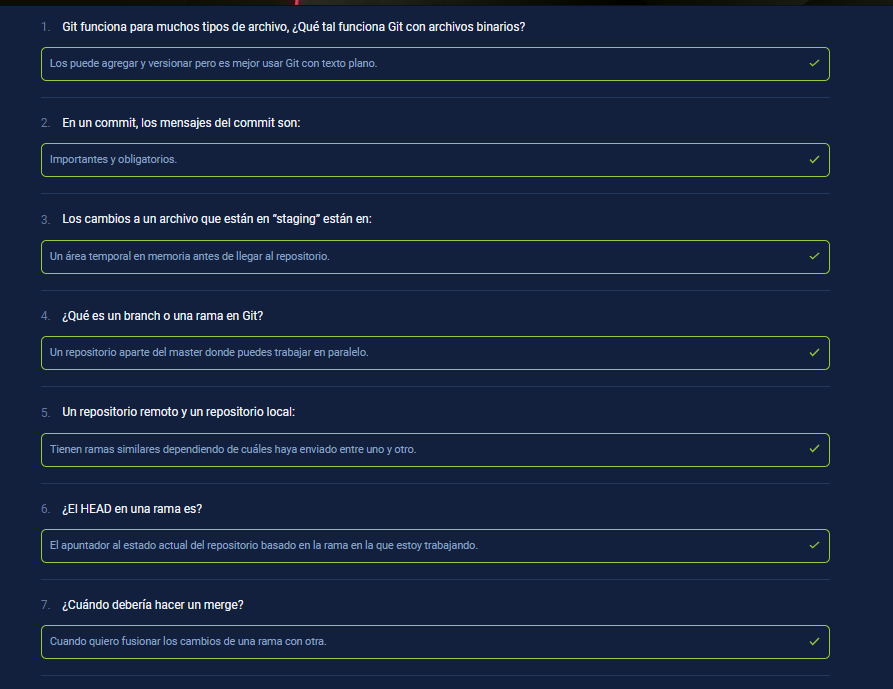 1. Git funciona para muchos tipos de archivo, ¿Qué tal funciona Git con archivos binarios?
Los puede agregar y versionar pero es mejor usar Git con texto plano.
2. En un commit, los mensajes del commit son:
Importantes y obligatorios.
3. Los cambios a un archivo que están en “staging” están en:
Un área temporal en memoria antes de llegar al repositorio.
4. ¿Qué es un branch o una rama en Git?
Un repositorio aparte del master donde puedes trabajar en paralelo.
5. Un repositorio remoto y un repositorio local:
Tienen ramas similares dependiendo de cuáles haya enviado entre uno y otro.
6. ¿El HEAD en una rama es?
El apuntador al estado actual del repositorio basado en la rama en la que estoy trabajando.
7. ¿Cuándo debería hacer un merge?
Cuando quiero fusionar los cambios de una rama con otra.